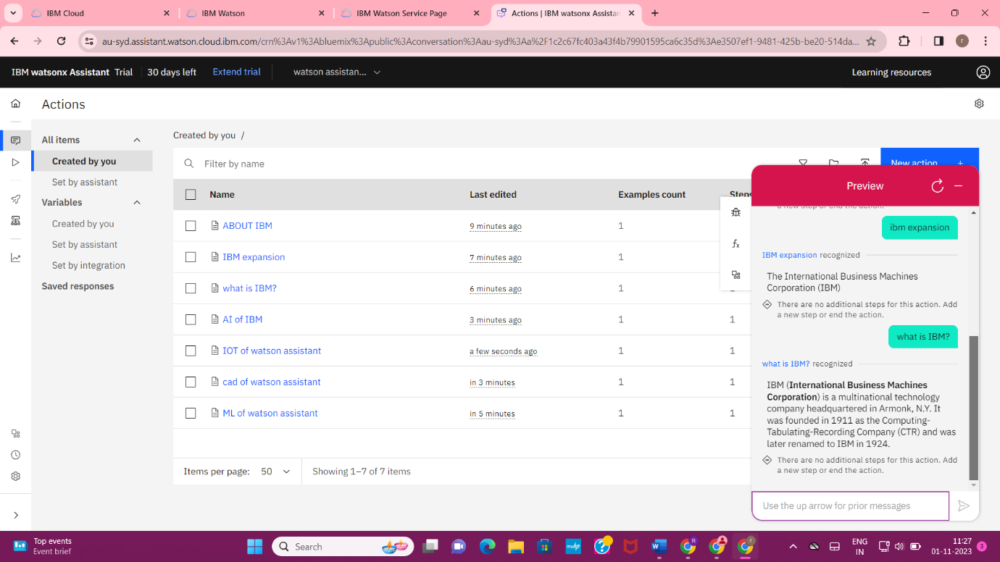 IBM Cloud
IBM Watson
IBM Watson Service Page
Actions | IBM watsonx Assistan
au-syd.assistant.watson.cloud.ibm.com/crn%3Av1%3Abluemix%3Apublic%3Aconversation%3Aau-syd%3Aa%2F1c2c67fc403a43f4b79901595ca6c35d%3Ae3507ef1-9481-425b-be20-514da...
r
IBM watsonx Assistant Trial 30 days left Extend trial watson assistan... Learning resources
Actions
All items
Created by you
Set by assistant
Variables
Created by you
Set by assistant
Set by integration
Saved responses
Created by you /
Filter by name
New action +
Name Last edited Examples count Steps
ABOUT IBM 9 minutes ago 1
IBM expansion 7 minutes ago 1
what is IBM? 6 minutes ago 1
AI of IBM 3 minutes ago 1 1
IOT of watson assistant a few seconds ago 1 1
cad of watson assistant in 3 minutes 1 1
ML of watson assistant in 5 minutes 1 1
Items per page: 50 Showing 1–7 of 7 items
Preview
a new step or end the action.
ibm expansion
IBM expansion recognized
The International Business Machines
Corporation (IBM)
There are no additional steps for this action. Add
a new step or end the action.
what is IBM?
what is IBM? recognized
IBM (International Business Machines
Corporation) is a multinational technology
company headquartered in Armonk, N.Y. It
was founded in 1911 as the Computing-
Tabulating-Recording Company (CTR) and was
later renamed to IBM in 1924.
There are no additional steps for this action. Add
a new step or end the action.
Use the up arrow for prior messages
Top events
Event brief
Search
myhp
ENG
IN
11:27
01-11-2023
3